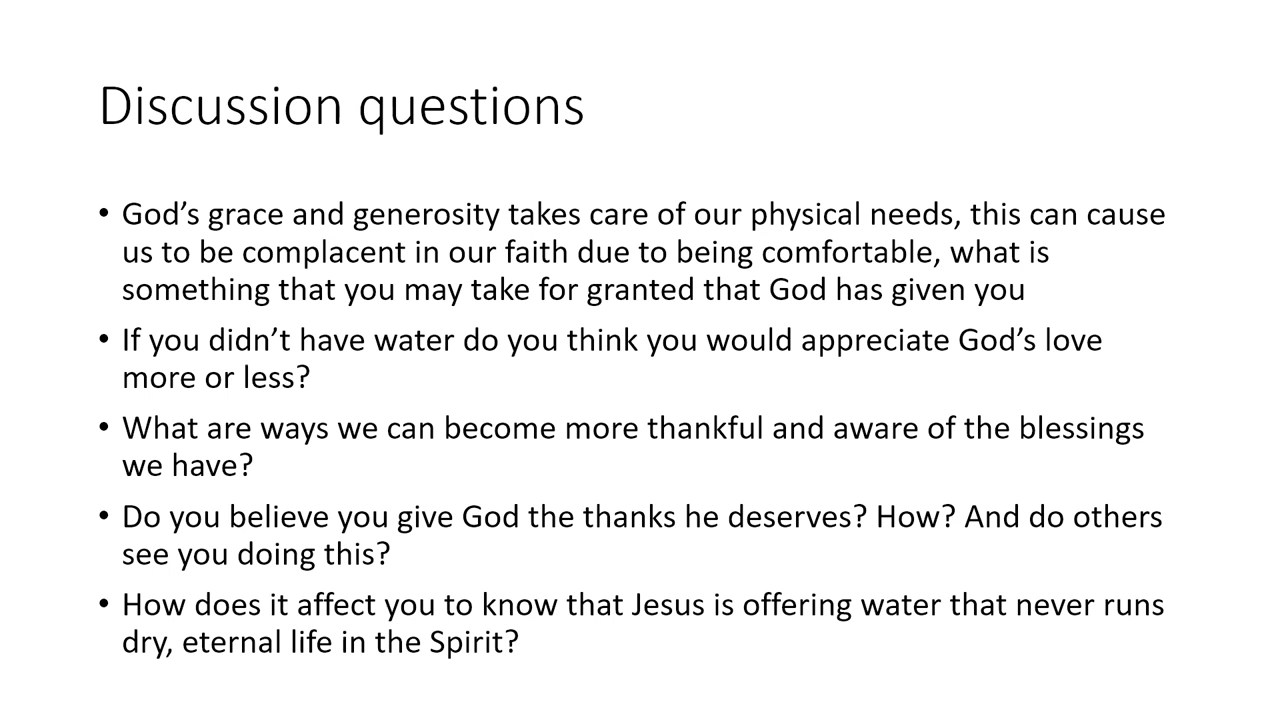 Discussion questions
• God’s grace and generosity takes care of our physical needs, this can cause
us to be complacent in our faith due to being comfortable, what is
something that you may take for granted that God has given you
• If you didn’t have water do you think you would appreciate God’s love
more or less?
• What are ways we can become more thankful and aware of the blessings
we have?
• Do you believe you give God the thanks he deserves? How? And do others
see you doing this?
• How does it affect you to know that Jesus is offering water that never runs
dry, eternal life in the Spirit?